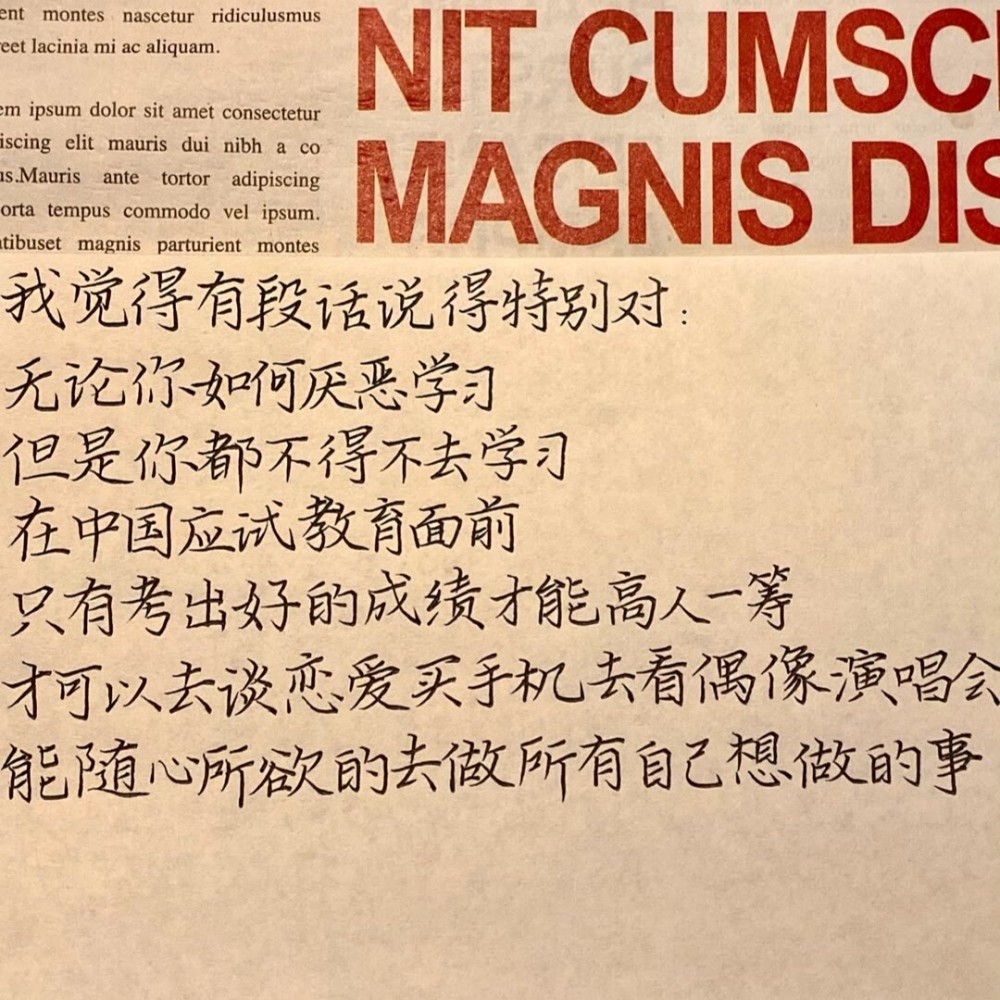 ent montes nascetur ridiculusmus
eet lacinia mi ac aliquam.
em ipsum dolor sit amet consectetur
iscing elit mauris dui nibh a co
us.Mauris ante tortor adipiscing
orta tempus commodo vel ipsum.
atibuset magnis parturient montes
NIT CUMSCI
MAGNIS DIS
我觉得有段话说得特别对：
无论你如何厌恶学习
但是你都不得不去学习
在中国应试教育面前
只有考出好的成绩才能高人一筹
才可以去谈恋爱买手机去看偶像演唱会
能随心所欲的去做所有自己想做的事